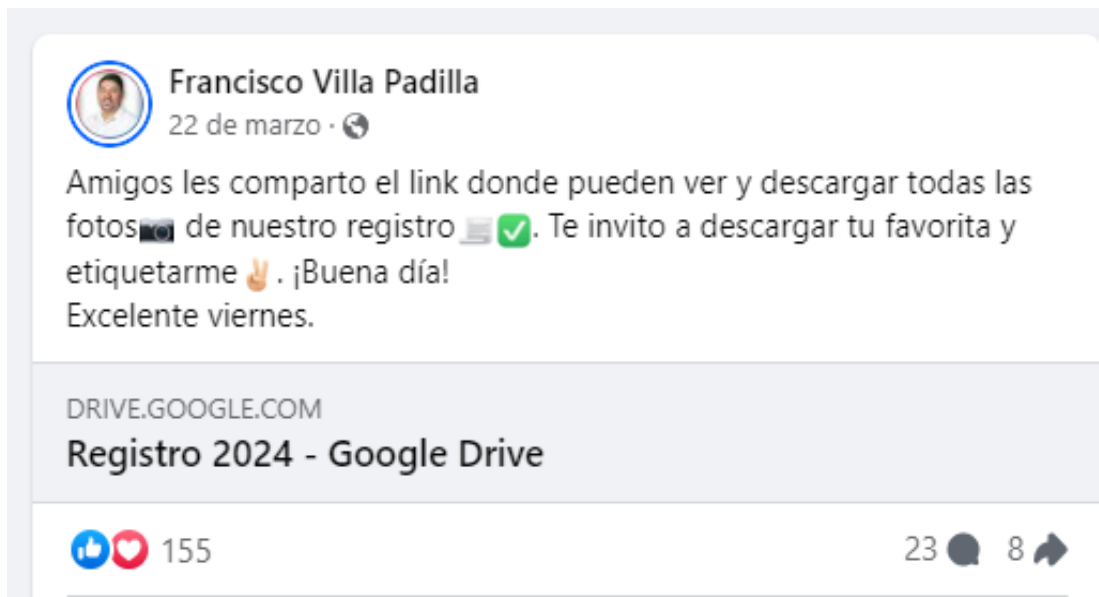 Francisco Villa Padilla
22 de marzo ·
Amigos les comparto el link donde pueden ver y descargar todas las
fotos📷 de nuestro registro 📃✅. Te invito a descargar tu favorita y
etiquetarme✌🏻. ¡Buena día!
Excelente viernes.
DRIVE.GOOGLE.COM
Registro 2024 - Google Drive
155
23 8